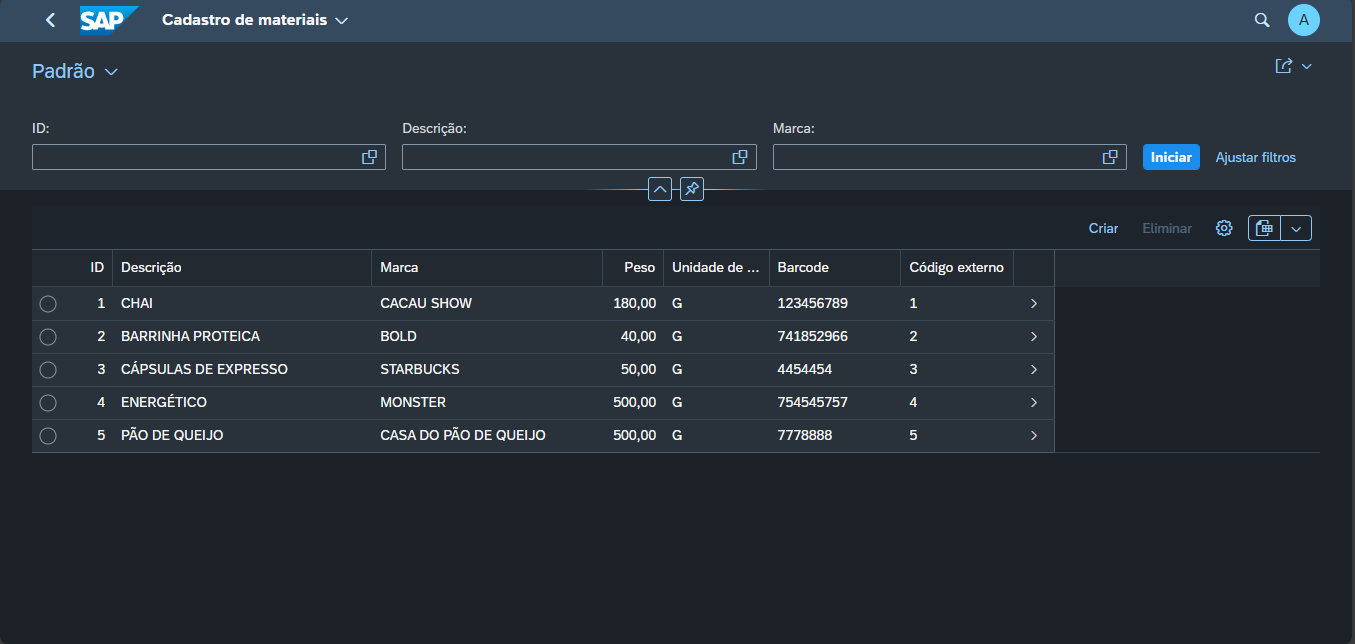 SAP Cadastro de materiais A
Padrão
ID: Descrição: Marca:
Iniciar Ajustar filtros
Criar Eliminar
ID Descrição Marca Peso Unidade de ... Barcode Código externo
1 CHAI CACAU SHOW 180,00 G 123456789 1
2 BARRINHA PROTEICA BOLD 40,00 G 741852966 2
3 CÁPSULAS DE EXPRESSO STARBUCKS 50,00 G 4454454 3
4 ENERGÉTICO MONSTER 500,00 G 754545757 4
5 PÃO DE QUEIJO CASA DO PÃO DE QUEIJO 500,00 G 7778888 5